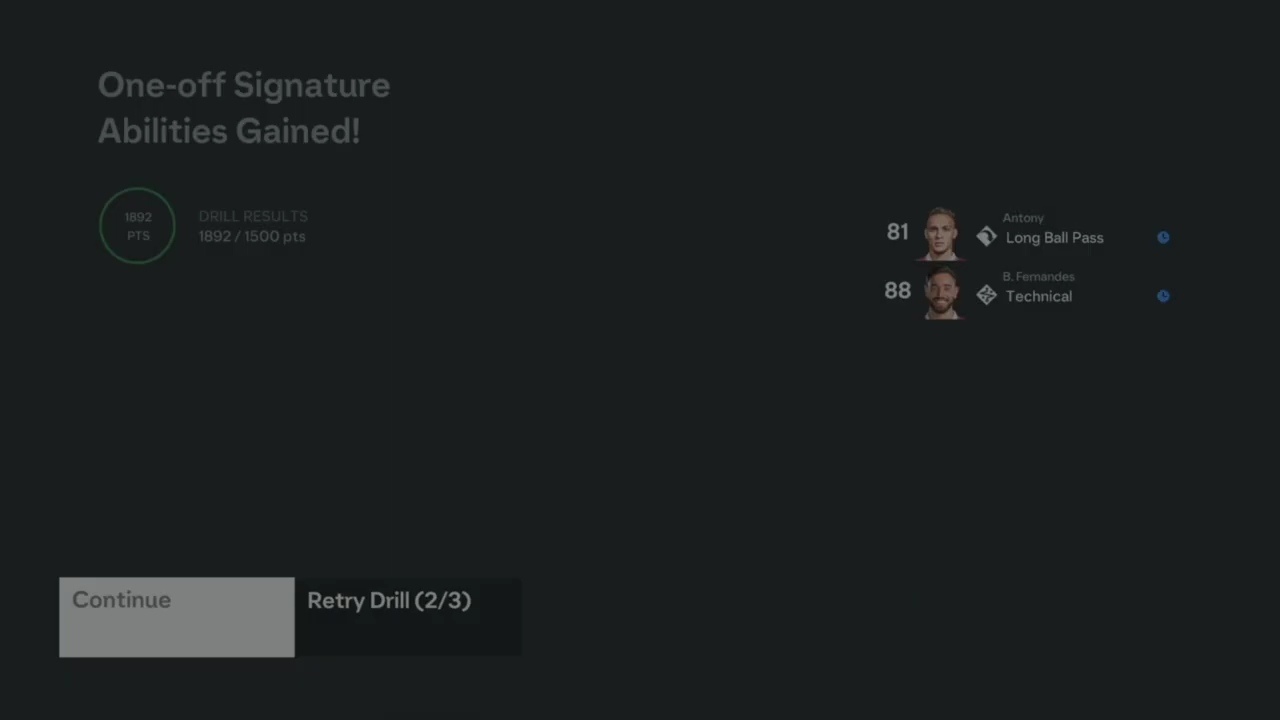 One-off Signature
Abilities Gained!
1892
PTS
DRILL RESULTS
1892 / 1500 pts
81
Antony
Long Ball Pass
88
B. Fernandes
Technical
Continue
Retry Drill (2/3)